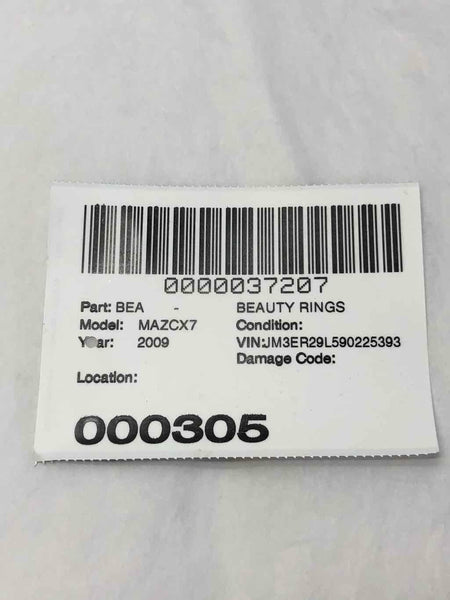 0000037207
Part: BEA - BEAUTY RINGS
Model: MAZCX7 Condition:
Year: 2009 VIN:JM3ER29L590225393
Damage Code:
Location:
000305